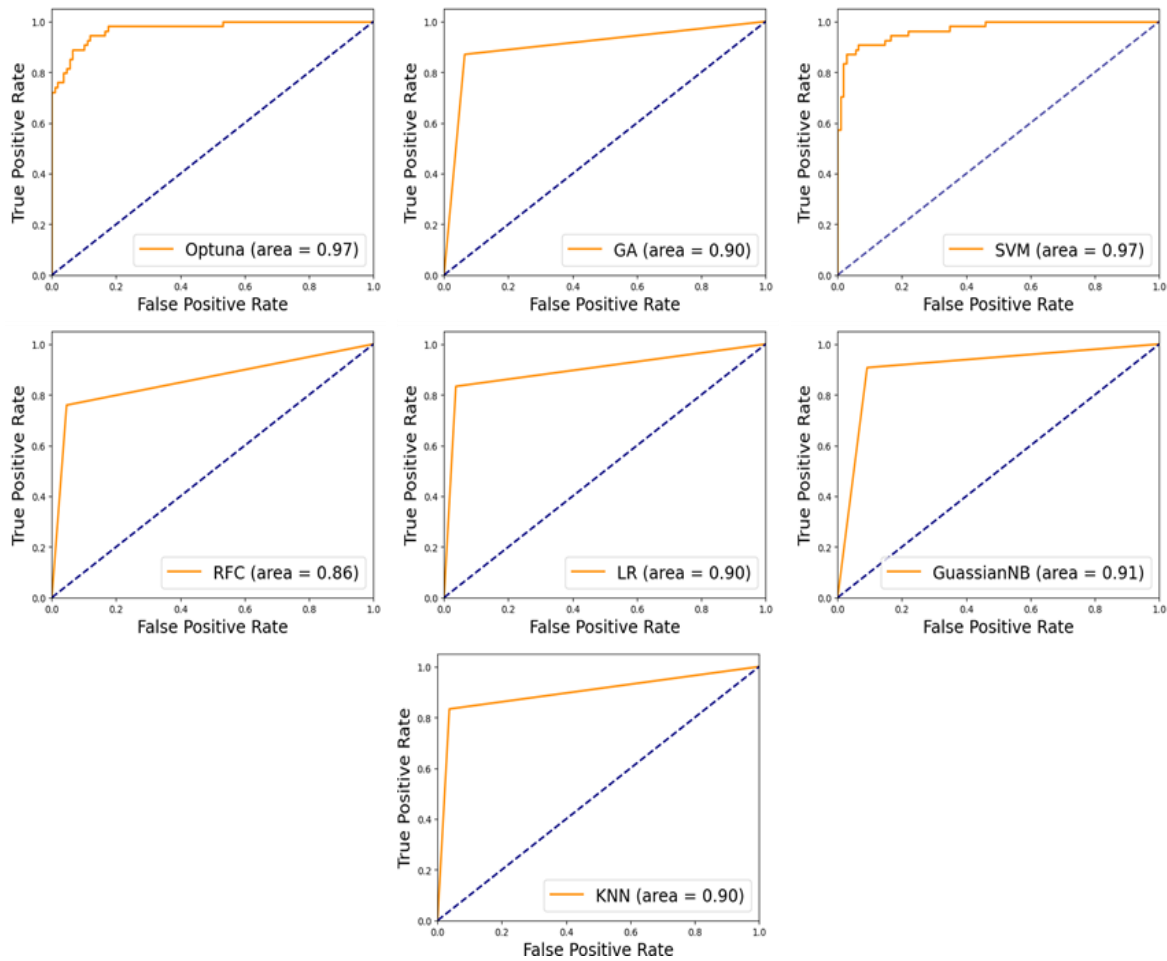 True Positive Rate
1.0
0.8
0.6
0.4
0.2
0.0
Optuna (area = 0.97)
0.0 0.2 0.4 0.6 0.8 1.0
False Positive Rate
True Positive Rate
1.0
0.8
0.6
0.4
0.2
0.0
GA (area = 0.90)
0.0 0.2 0.4 0.6 0.8 1.0
False Positive Rate
True Positive Rate
1.0
0.8
0.6
0.4
0.2
0.0
SVM (area = 0.97)
0.0 0.2 0.4 0.6 0.8 1.0
False Positive Rate
True Positive Rate
1.0
0.8
0.6
0.4
0.2
0.0
RFC (area = 0.86)
0.0 0.2 0.4 0.6 0.8 1.0
False Positive Rate
True Positive Rate
1.0
0.8
0.6
0.4
0.2
0.0
LR (area = 0.90)
0.0 0.2 0.4 0.6 0.8 1.0
False Positive Rate
True Positive Rate
1.0
0.8
0.6
0.4
0.2
0.0
GuassianNB (area = 0.91)
0.0 0.2 0.4 0.6 0.8 1.0
False Positive Rate
True Positive Rate
1.0
0.8
0.6
0.4
0.2
0.0
KNN (area = 0.90)
0.0 0.2 0.4 0.6 0.8 1.0
False Positive Rate